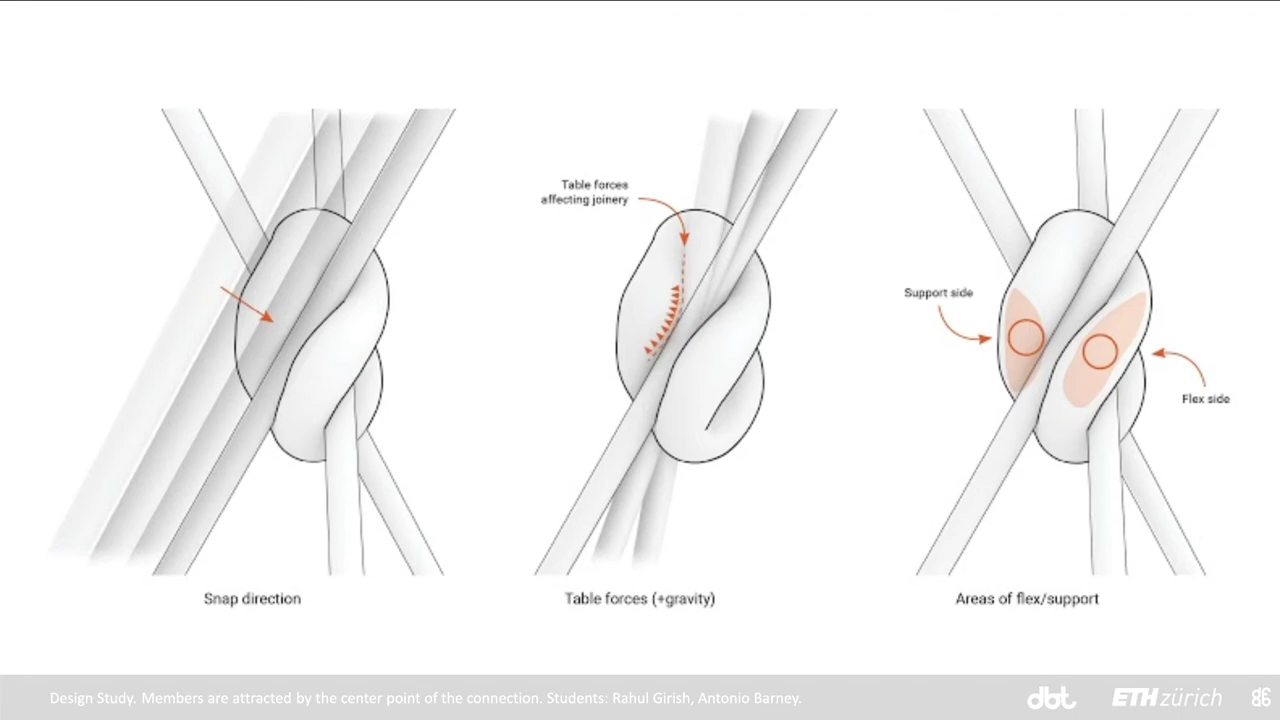 Table forces
affecting joinery
Support side
Flex side
Snap direction
Table forces (+gravity)
Areas of flex/support
Design Study. Members are attracted by the center point of the connection. Students: Rahul Girish, Antonio Barney.
dbt
ETH zürich